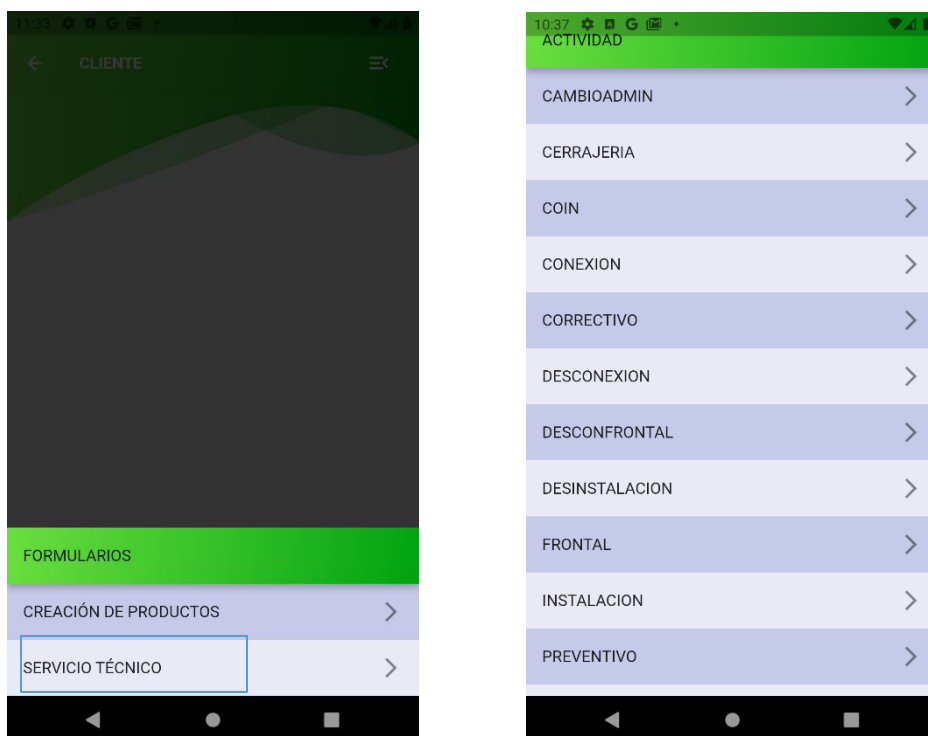 11:33 G
CLIENTE
FORMULARIOS
CREACIÓN DE PRODUCTOS
SERVICIO TÉCNICO
10:37 G
ACTIVIDAD
CAMBIOADMIN
CERRAJERIA
COIN
CONEXION
CORRECTIVO
DESCONEXION
DESCONFRONTAL
DESINSTALACION
FRONTAL
INSTALACION
PREVENTIVO